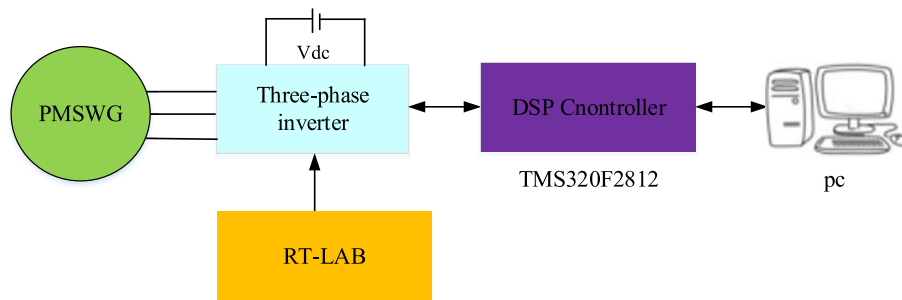 Vdc
PMSWG
Three-phase
inverter
DSP Cnontroller
TMS320F2812
pc
RT-LAB